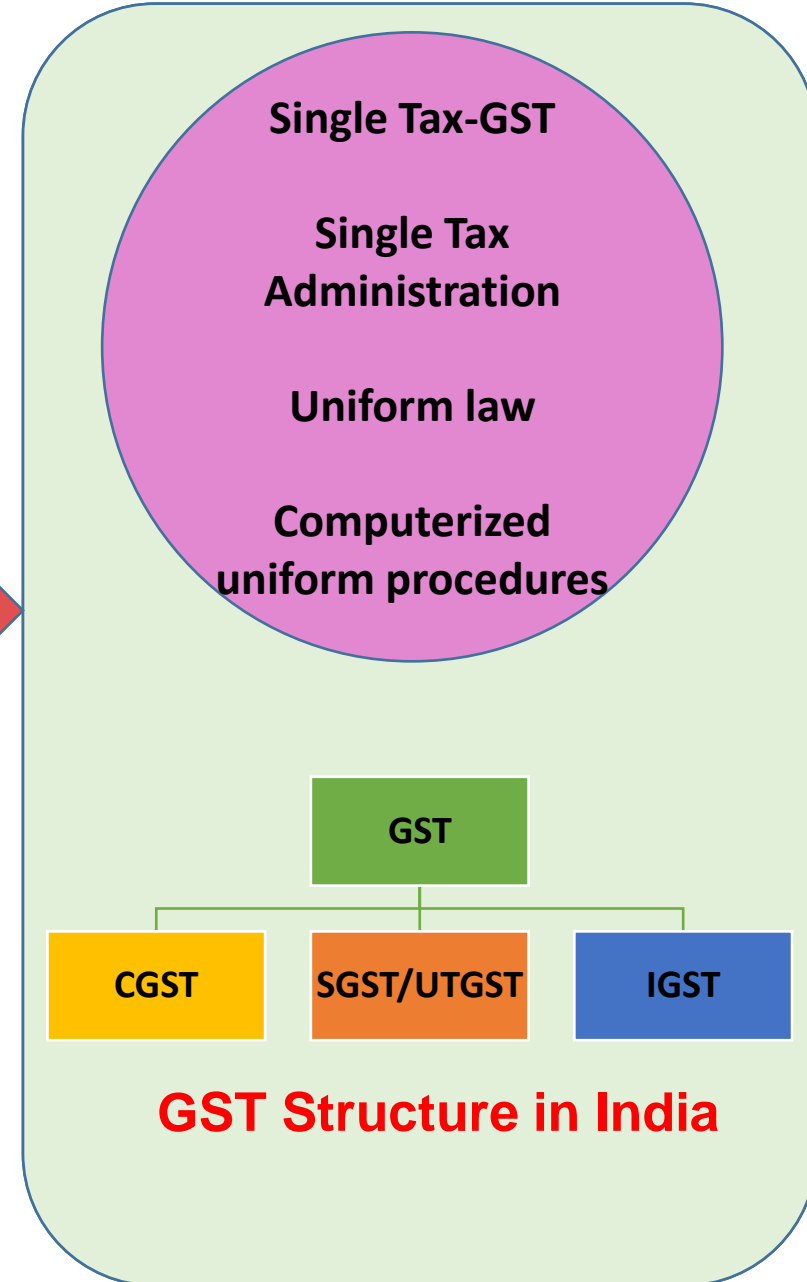 Single Tax-GST
Single Tax
Administration
Uniform law
Computerized
uniform procedures
GST
CGST
SGST/UTGST
IGST
GST Structure in India